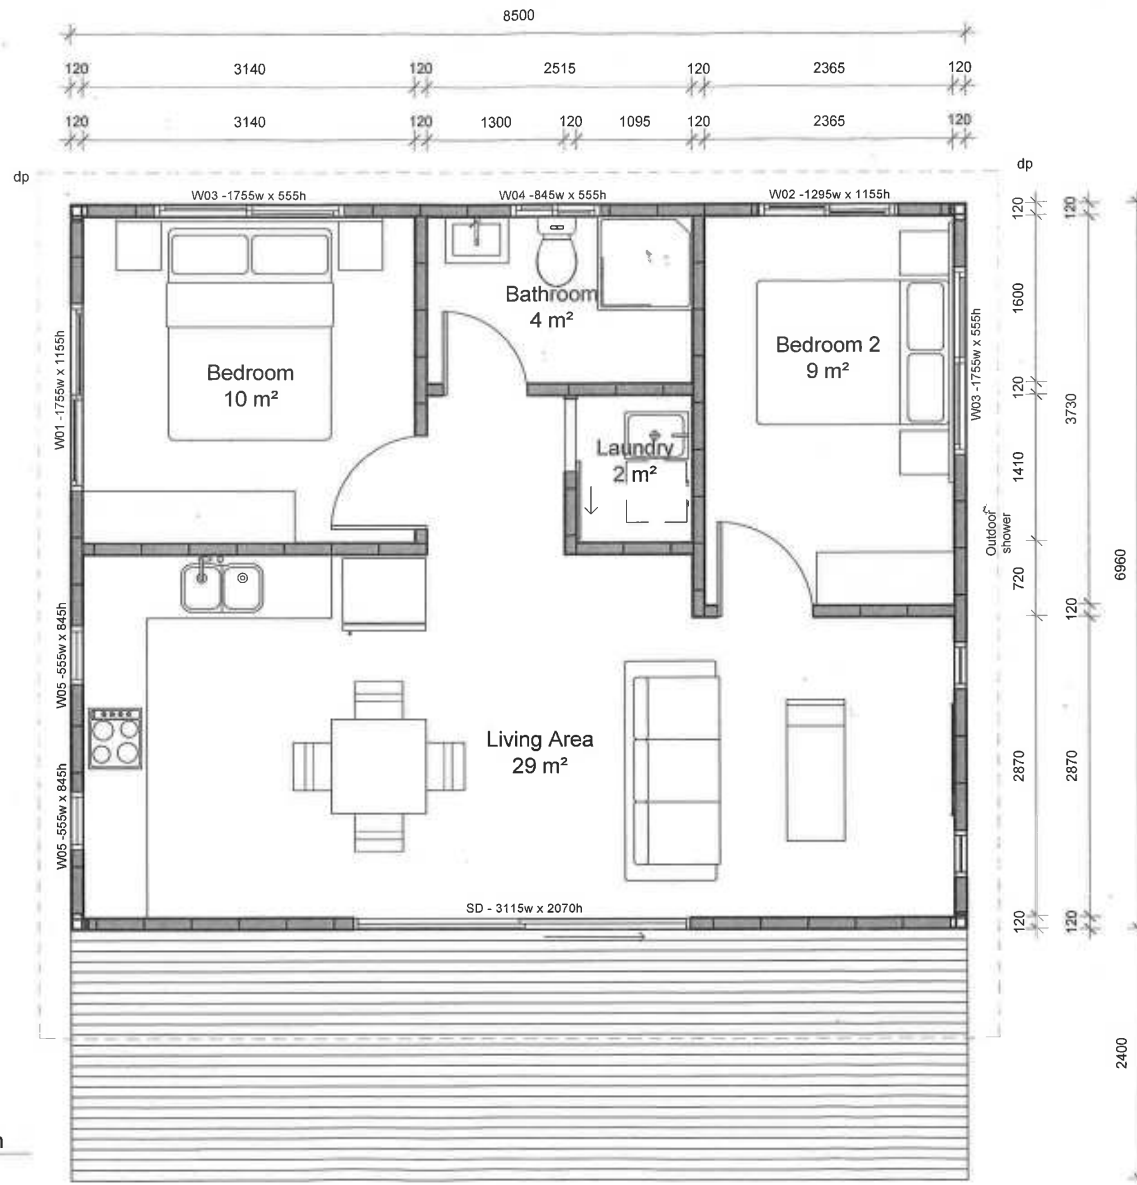 8500
120 3140 120 2515 120 2365 120
120 3140 120 1300 120 1095 120 2365 120
dp
dp
W03 -1755w x 555h
W04 -845w x 555h
W02 -1295w x 1155h
120
120
1600
Bathroom
4 m²
Bedroom
10 m²
Bedroom 2
9 m²
W01 -1755w x 1155h
W03 -1755w x 555h
120
3730
Laundry
2 m²
1410
Outdoor
shower
720
6960
120
W05 -555w x 845h
Living Area
29 m²
2870
2870
W05 -555w x 845h
SD - 3115w x 2070h
120
120
2400